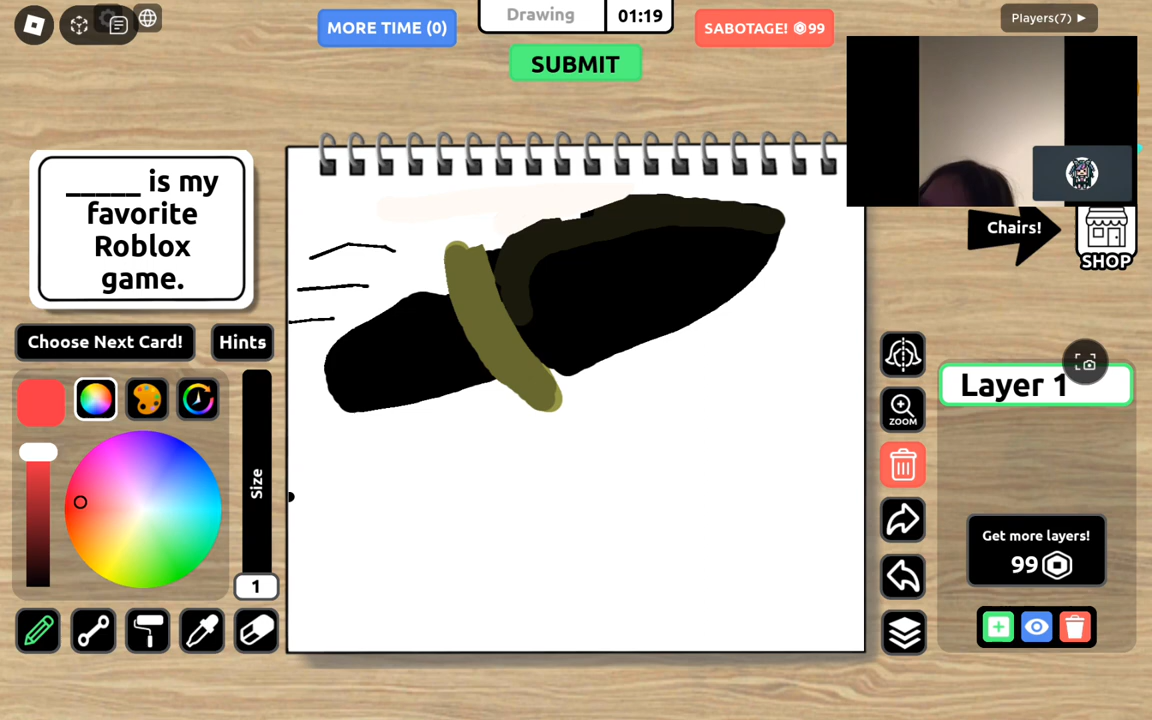 MORE TIME (0)
Drawing
01:19
SABOTAGE! 99
Players(7)
SUBMIT
_____ is my
favorite
Roblox
game.
Chairs!
SHOP
Choose Next Card!
Hints
ZOOM
Layer 1
Size
1
Get more layers!
99